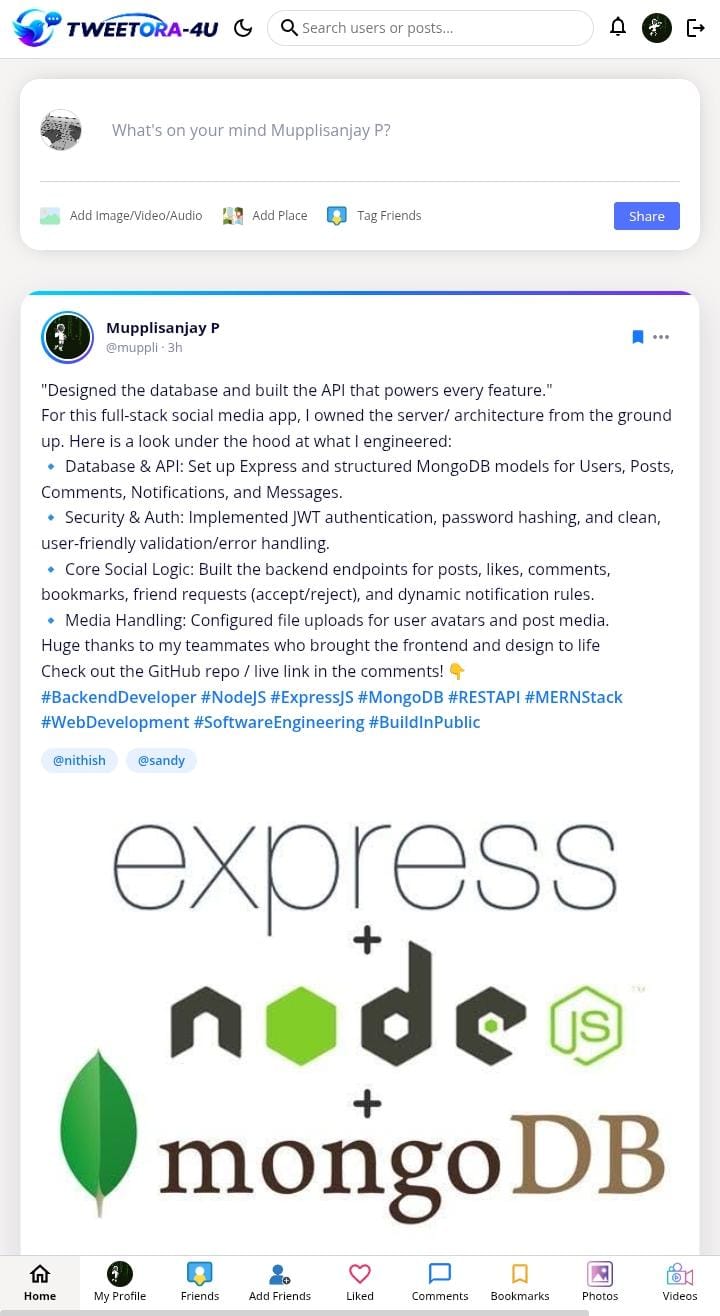 TWEETORA-4U
Search users or posts...
What's on your mind Mupplisanjay P?
Add Image/Video/Audio
Add Place
Tag Friends
Share
Mupplisanjay P
@muppli · 3h
"Designed the database and built the API that powers every feature."
For this full-stack social media app, I owned the server/ architecture from the ground
up. Here is a look under the hood at what I engineered:
🔹 Database & API: Set up Express and structured MongoDB models for Users, Posts,
Comments, Notifications, and Messages.
🔹 Security & Auth: Implemented JWT authentication, password hashing, and clean,
user-friendly validation/error handling.
🔹 Core Social Logic: Built the backend endpoints for posts, likes, comments,
bookmarks, friend requests (accept/reject), and dynamic notification rules.
🔹 Media Handling: Configured file uploads for user avatars and post media.
Huge thanks to my teammates who brought the frontend and design to life
Check out the GitHub repo / live link in the comments! 👇
#BackendDeveloper #NodeJS #ExpressJS #MongoDB #RESTAPI #MERNStack
#WebDevelopment #SoftwareEngineering #BuildInPublic
@nithish @sandy
express
+
node JS ™
+
mongoDB
Home
My Profile
Friends
Add Friends
Liked
Comments
Bookmarks
Photos
Videos